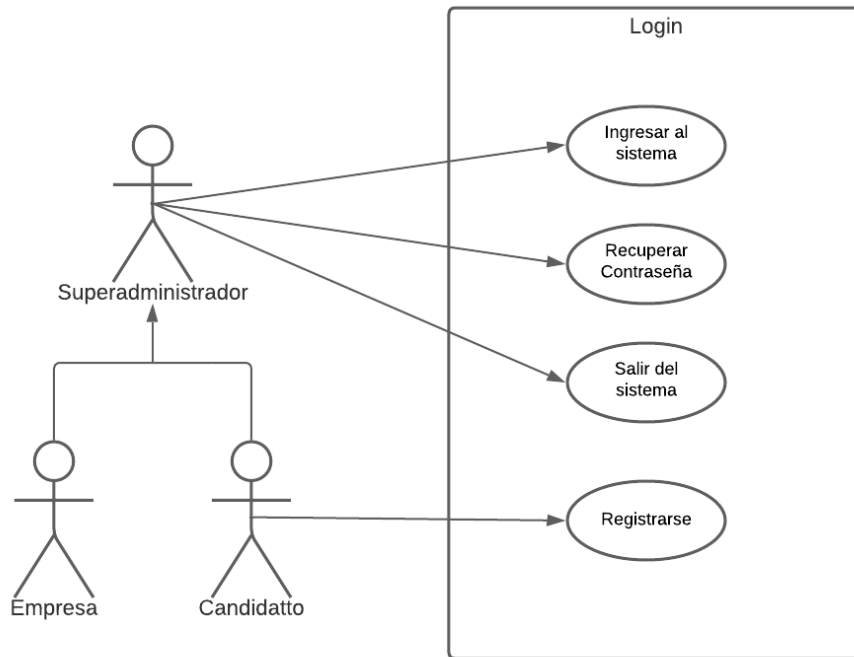 Login
Ingresar al
sistema
Recuperar
Contraseña
Superadministrador
Salir del
sistema
Registrarse
Empresa
Candidatto